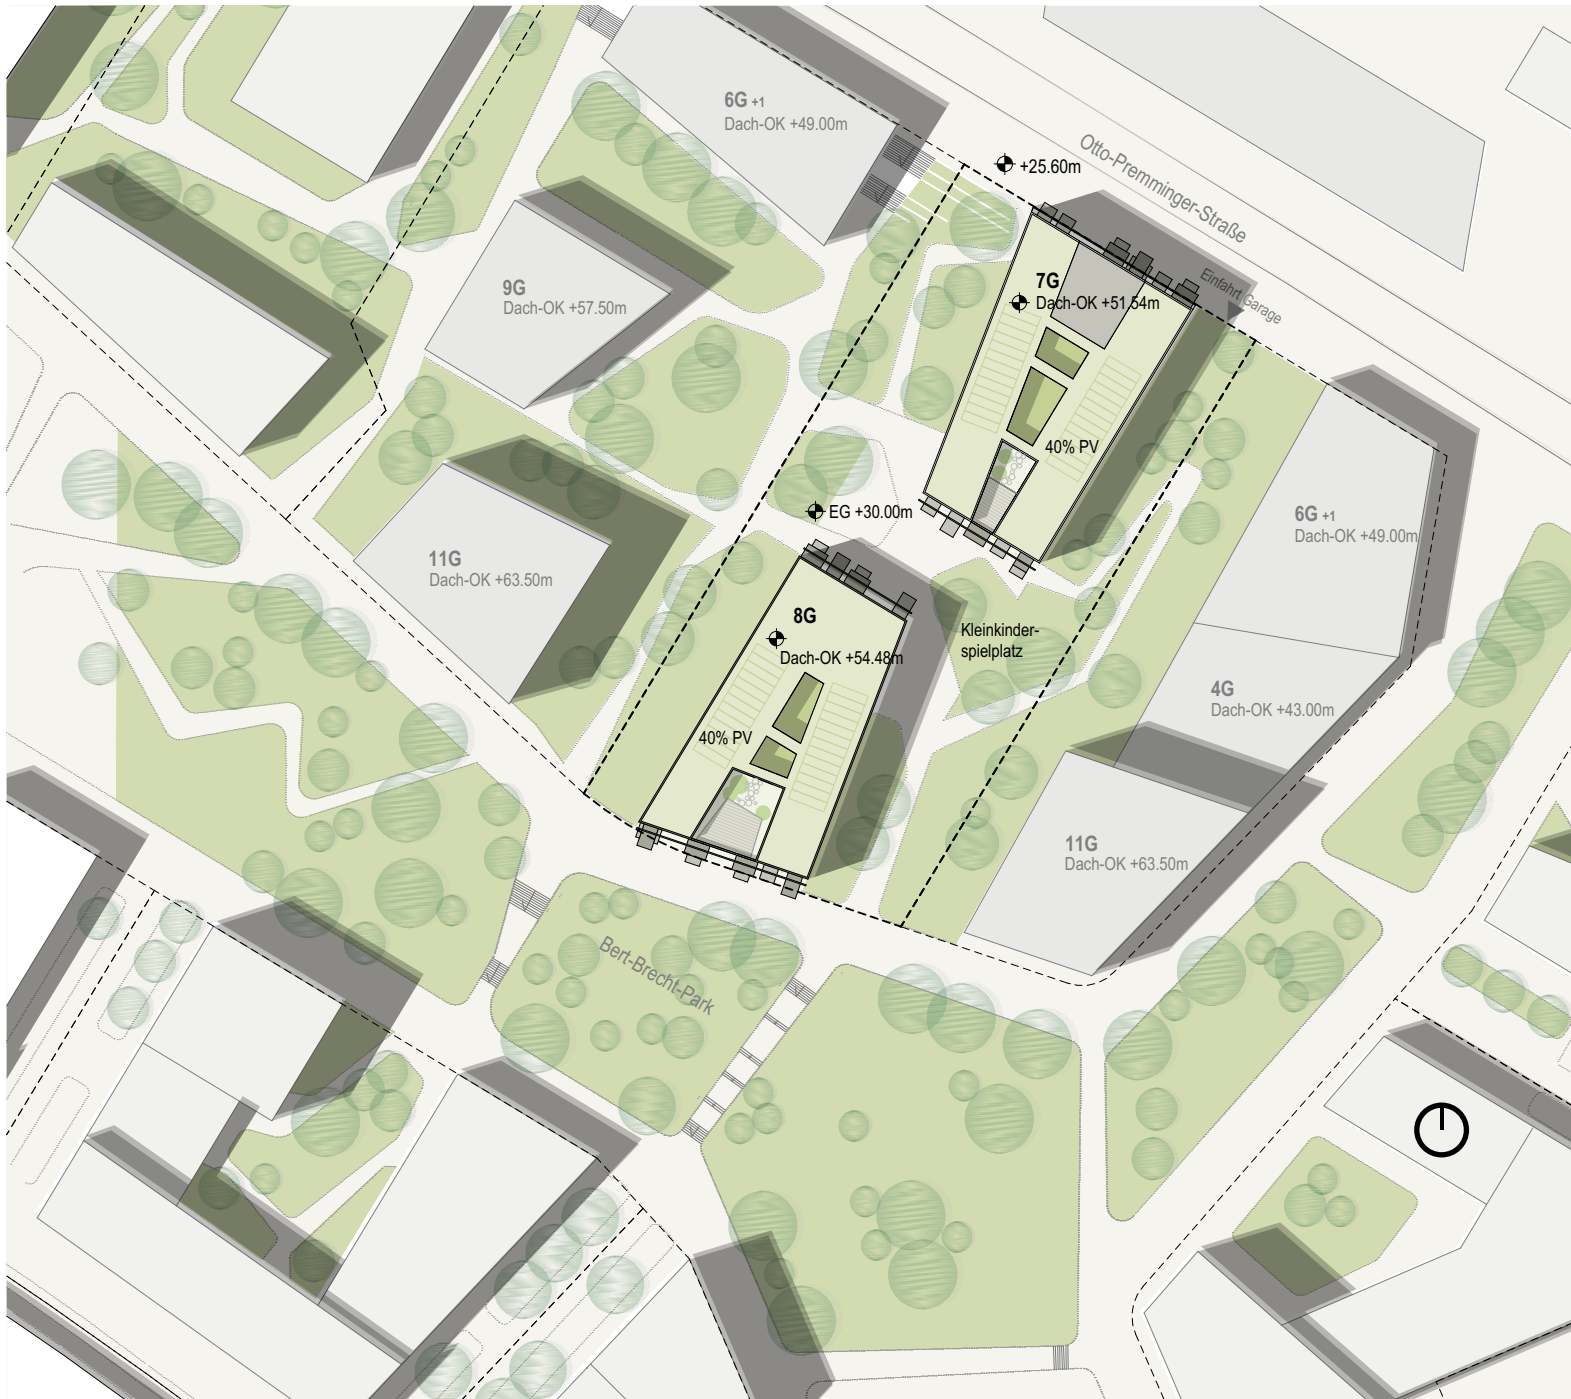 6G +1
Dach-OK +49.00m
Otto-Premminger-Straße
+25.60m
9G
Dach-OK +57.50m
7G
Dach-OK +51.54m
Einfahrt Garage
40% PV
EG +30.00m
6G +1
Dach-OK +49.00m
11G
Dach-OK +63.50m
8G
Dach-OK +54.48m
Kleinkinder-
spielplatz
4G
Dach-OK +43.00m
40% PV
11G
Dach-OK +63.50m
Bert-Brecht-Park